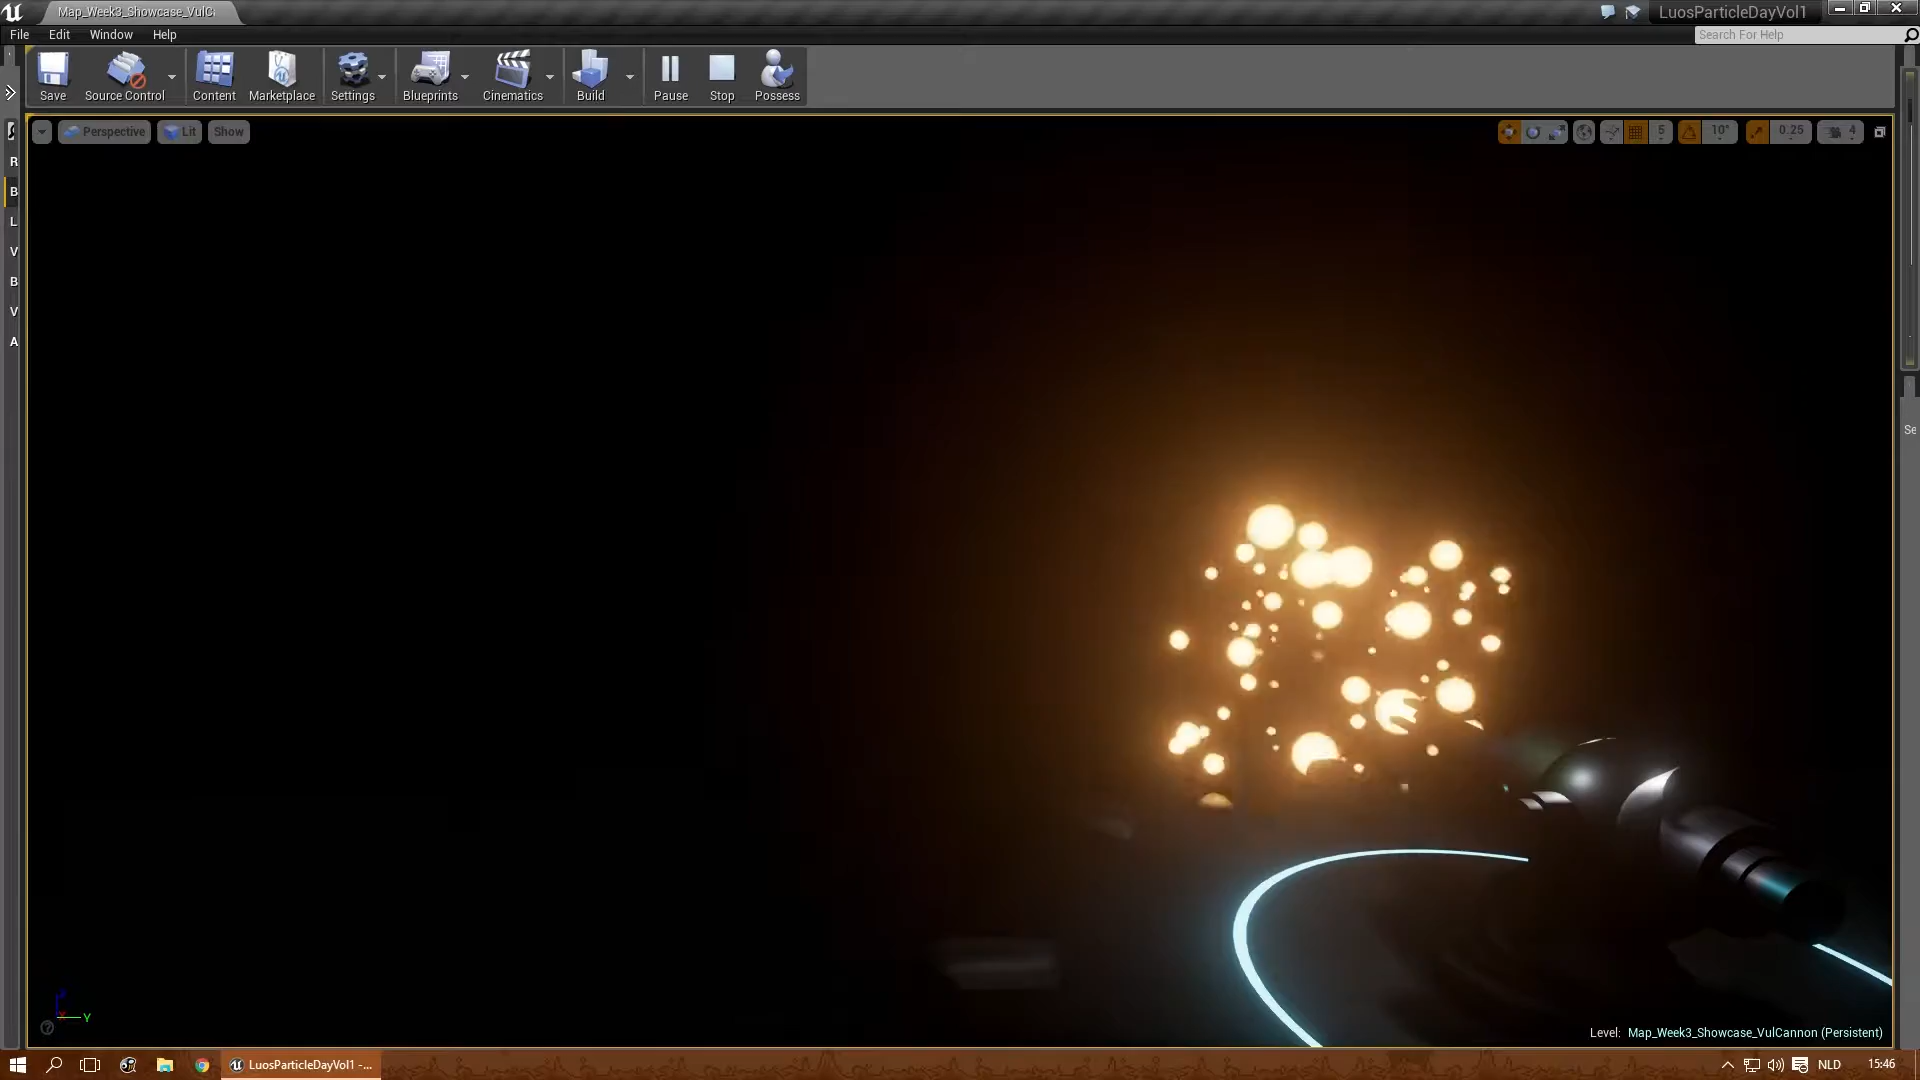 Map_Week3_Showcase_VulCa
LuosParticleDayVol1
File Edit Window Help
Search For Help
Save Source Control Content Marketplace Settings Blueprints Cinematics Build Pause Stop Possess
Perspective Lit Show
5 10° 0.25 4
R
B
L
V
B
V
A
Se
Y
Level: Map_Week3_Showcase_VulCannon (Persistent)
LuosParticleDayVol1 -...
NLD 15:46